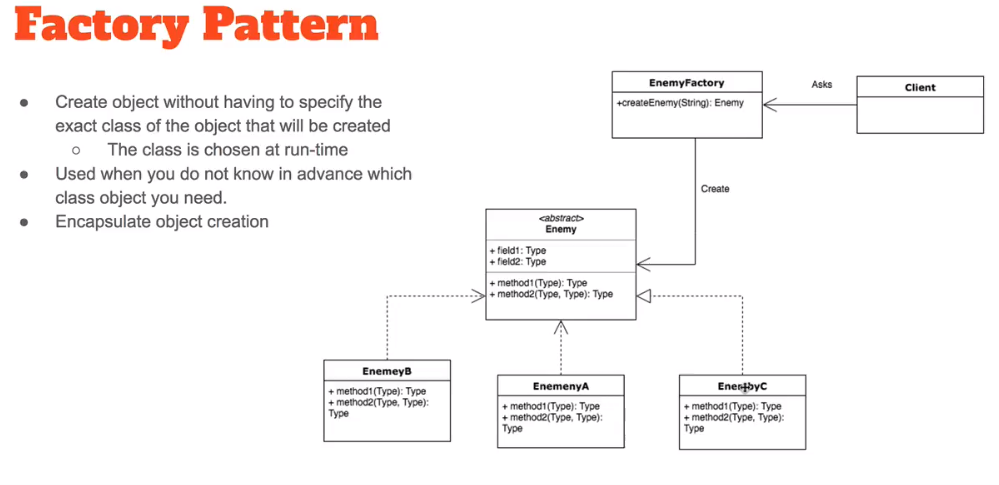 Factory Pattern
Create object without having to specify the
exact class of the object that will be created
The class is chosen at run-time
Used when you do not know in advance which
class object you need.
Encapsulate object creation
EnemyFactory
+createEnemy(String): Enemy
Asks
Client
Create
<abstract>
Enemy
+ field1: Type
+ field2: Type
+ method1(Type): Type
+ method2(Type, Type): Type
EnemeyB
+ method1(Type): Type
+ method2(Type, Type):
Type
EnemenyA
+ method1(Type): Type
+ method2(Type, Type):
Type
+ method1(Type): Type
+ method2(Type, Type):
Type